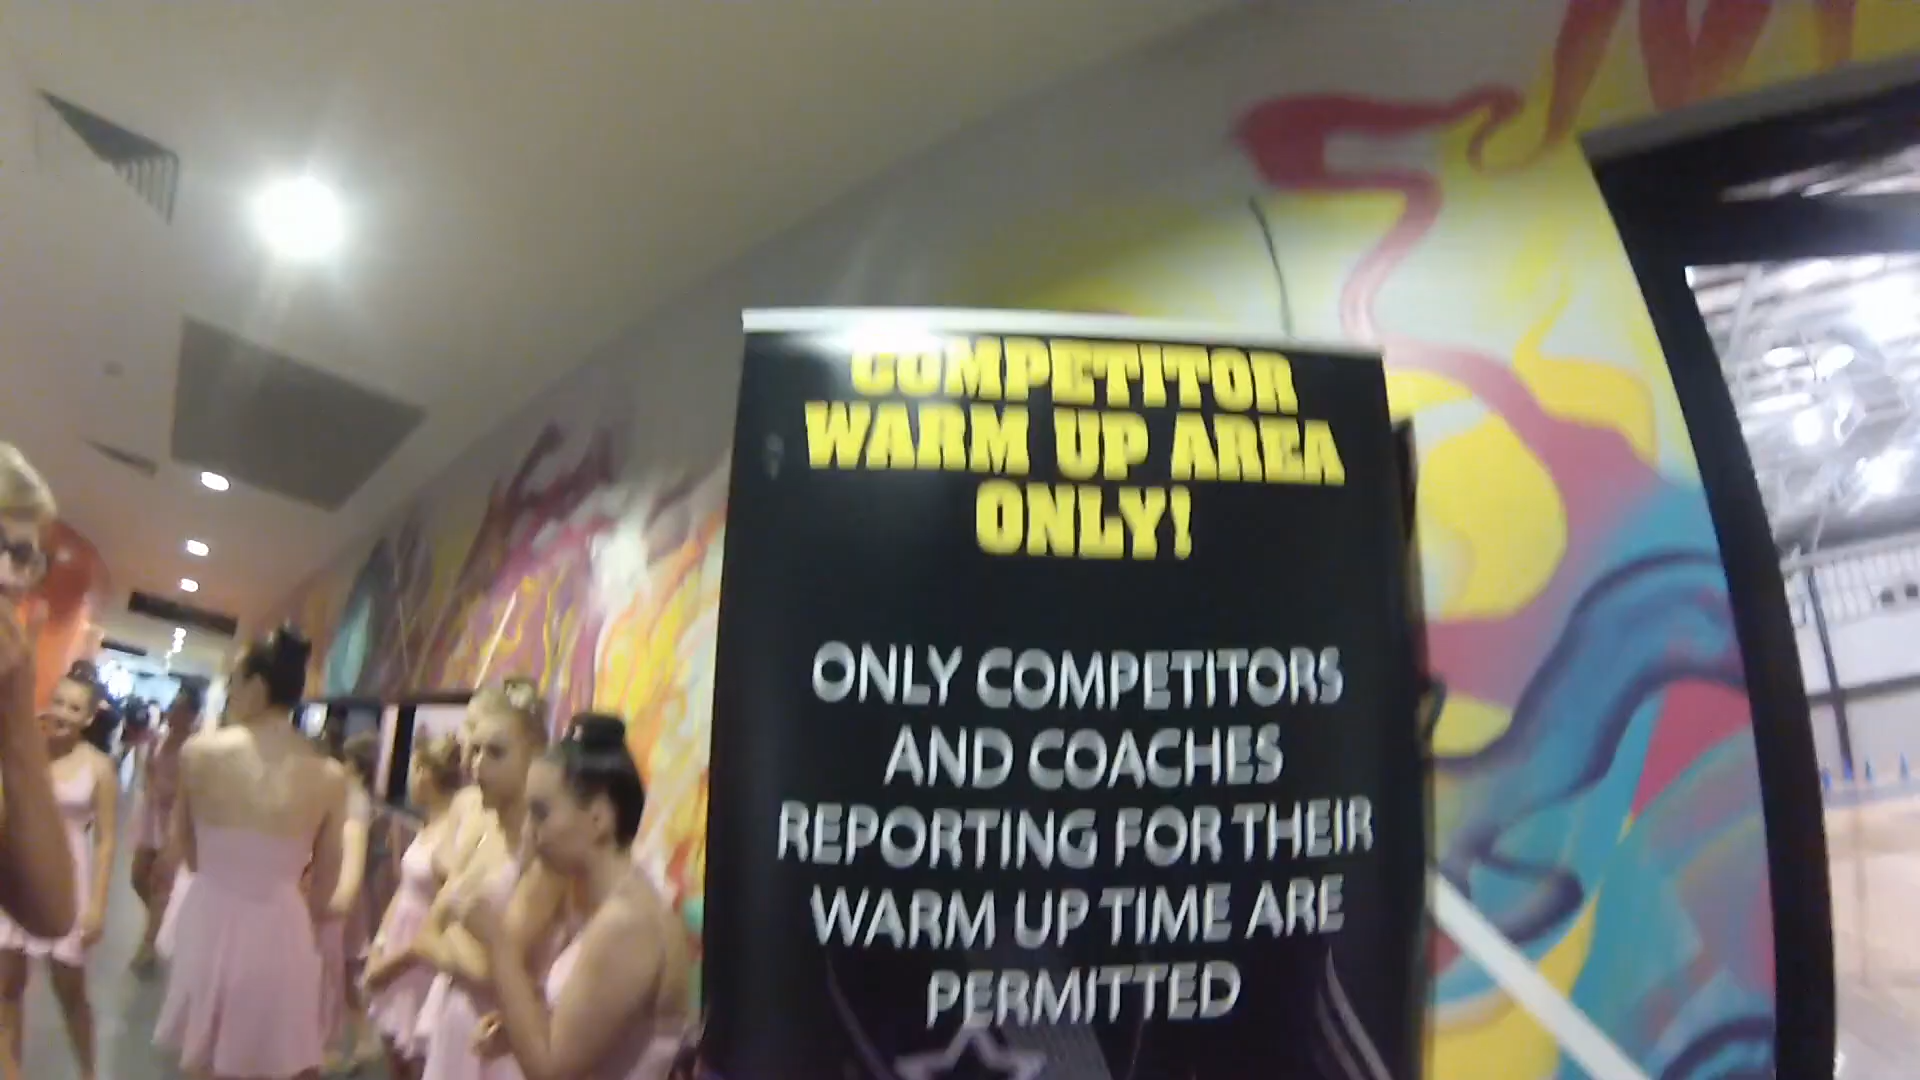 COMPETITOR
WARM UP AREA
ONLY!
ONLY COMPETITORS
AND COACHES
REPORTING FOR THEIR
WARM UP TIME ARE
PERMITTED